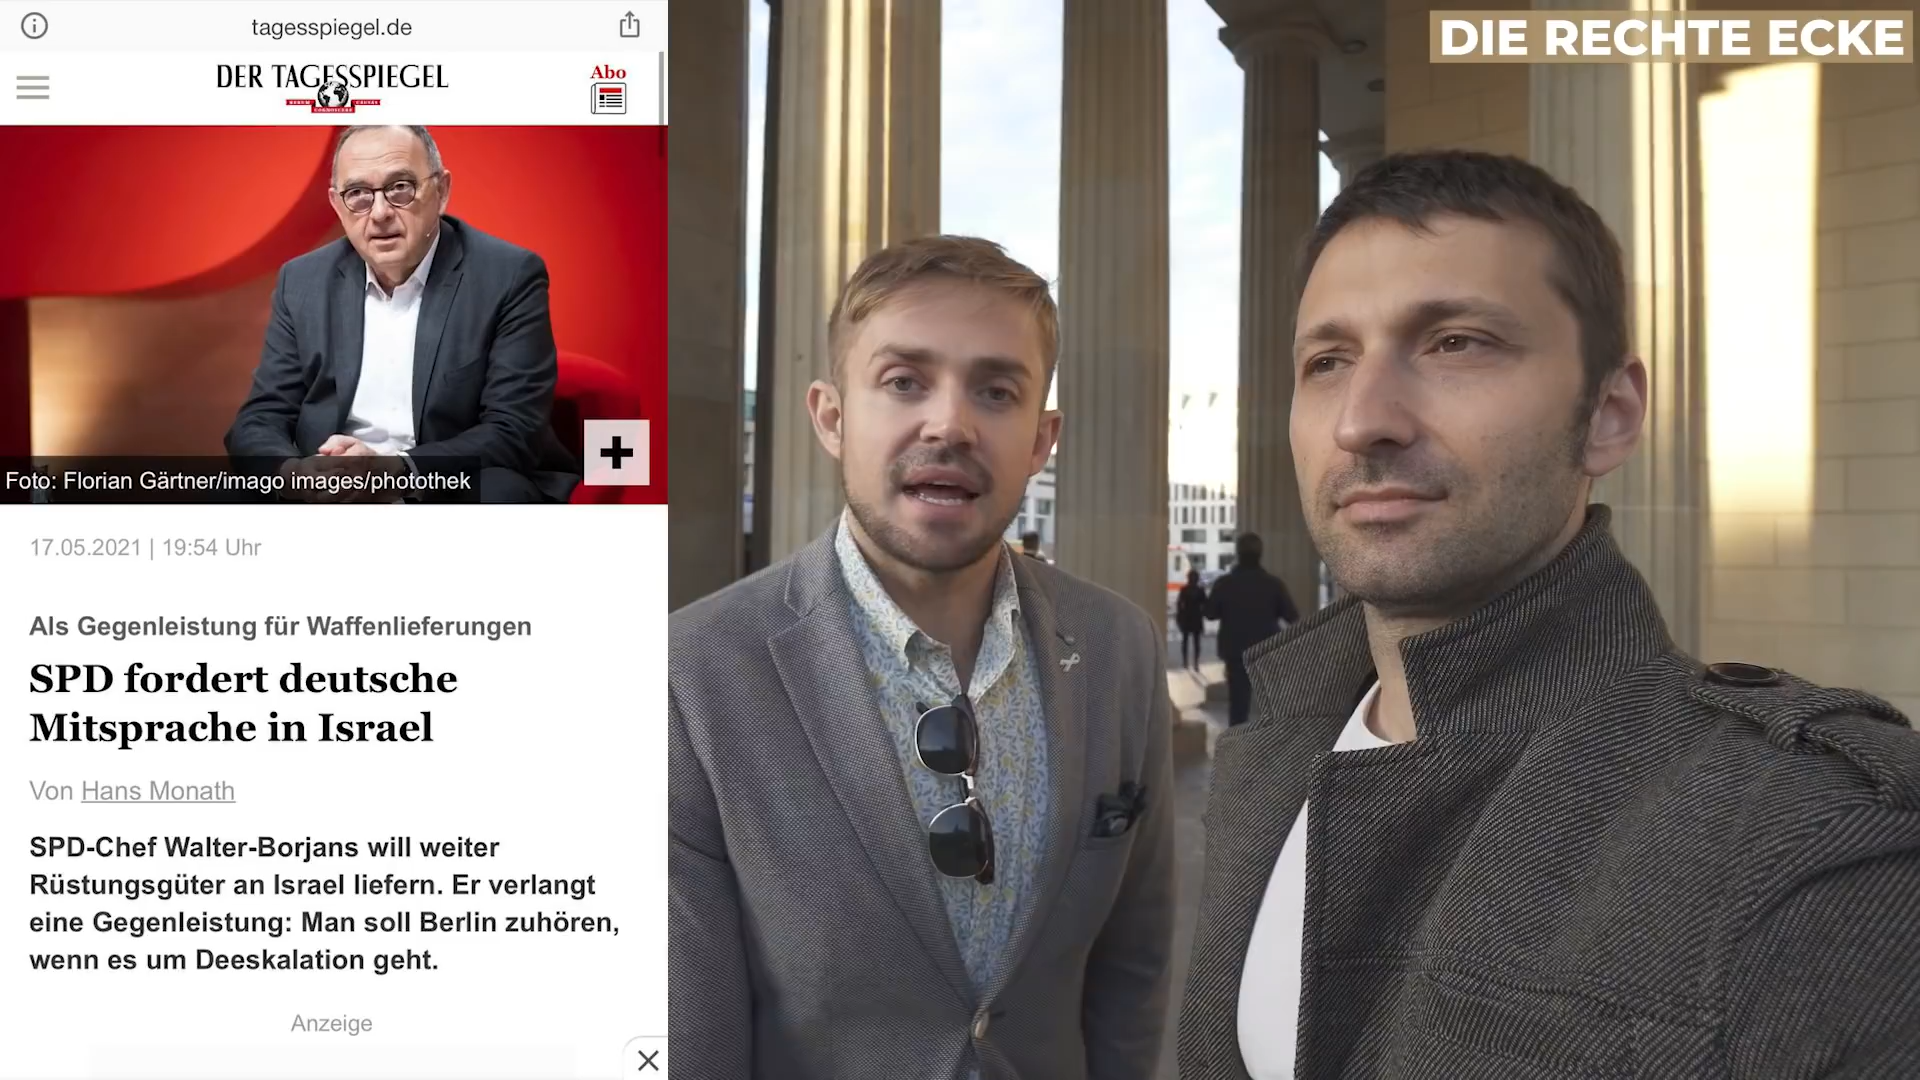 tagesspiegel.de
DER TAGESSPIEGEL
Abo
Foto: Florian Gärtner/imago images/photothek
17.05.2021 | 19:54 Uhr
Als Gegenleistung für Waffenlieferungen
SPD fordert deutsche
Mitsprache in Israel
Von Hans Monath
SPD-Chef Walter-Borjans will weiter
Rüstungsgüter an Israel liefern. Er verlangt
eine Gegenleistung: Man soll Berlin zuhören,
wenn es um Deeskalation geht.
Anzeige
DIE RECHTE ECKE